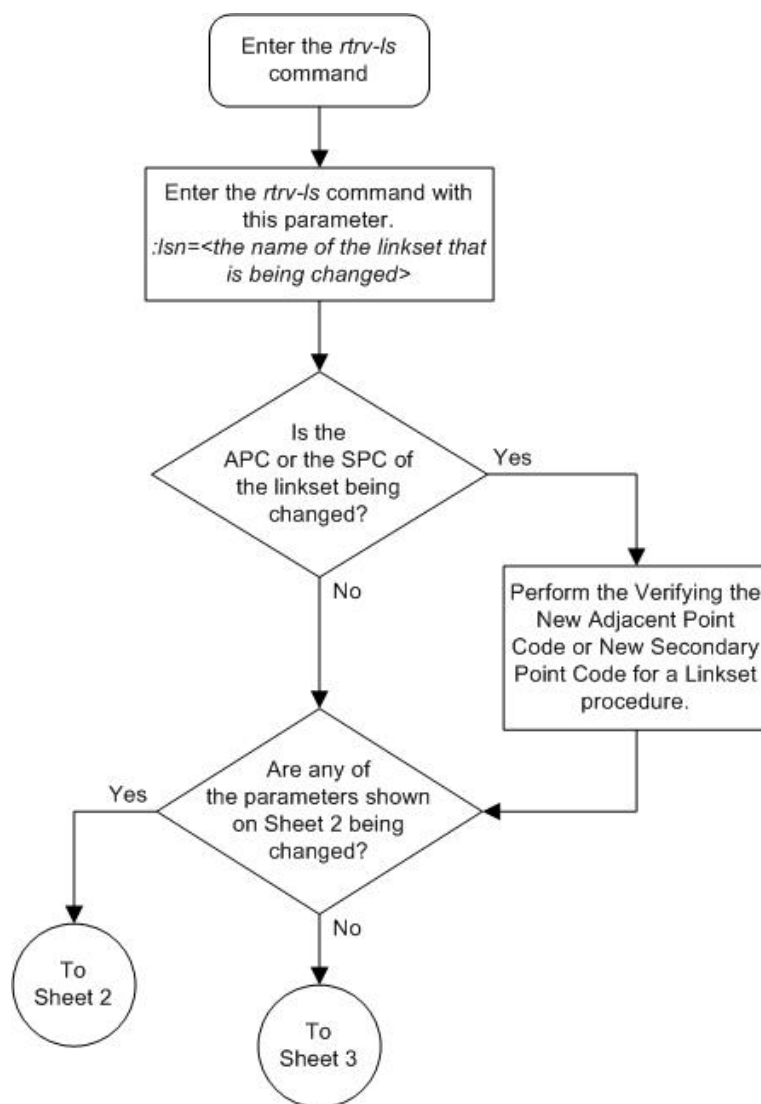 Enter the rtrv-ls
command
Enter the rtrv-ls command with
this parameter.
:lsn=<the name of the linkset that
is being changed>
Is the
APC or the SPC of
the linkset being
changed?
Yes
No
Perform the Verifying the
New Adjacent Point
Code or New Secondary
Point Code for a Linkset
procedure.
Are any of
the parameters shown
on Sheet 2 being
changed?
Yes
No
To
Sheet 2
To
Sheet 3